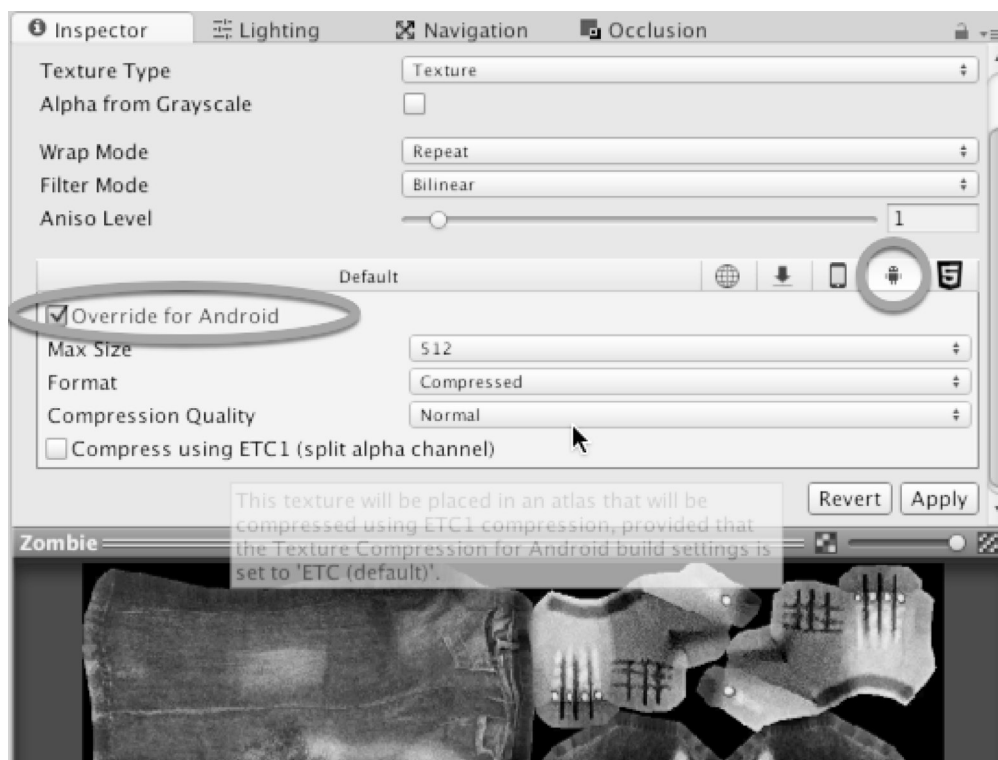 Inspector Lighting Navigation Occlusion
Texture Type Texture
Alpha from Grayscale
Wrap Mode Repeat
Filter Mode Bilinear
Aniso Level 1
Default 5
Override for Android
Max Size 512
Format Compressed
Compression Quality Normal
Compress using ETC1 (split alpha channel)
Revert Apply
This texture will be placed in an atlas that will be
compressed using ETC1 compression, provided that
the Texture Compression for Android build settings is
set to 'ETC (default)'.
Zombie